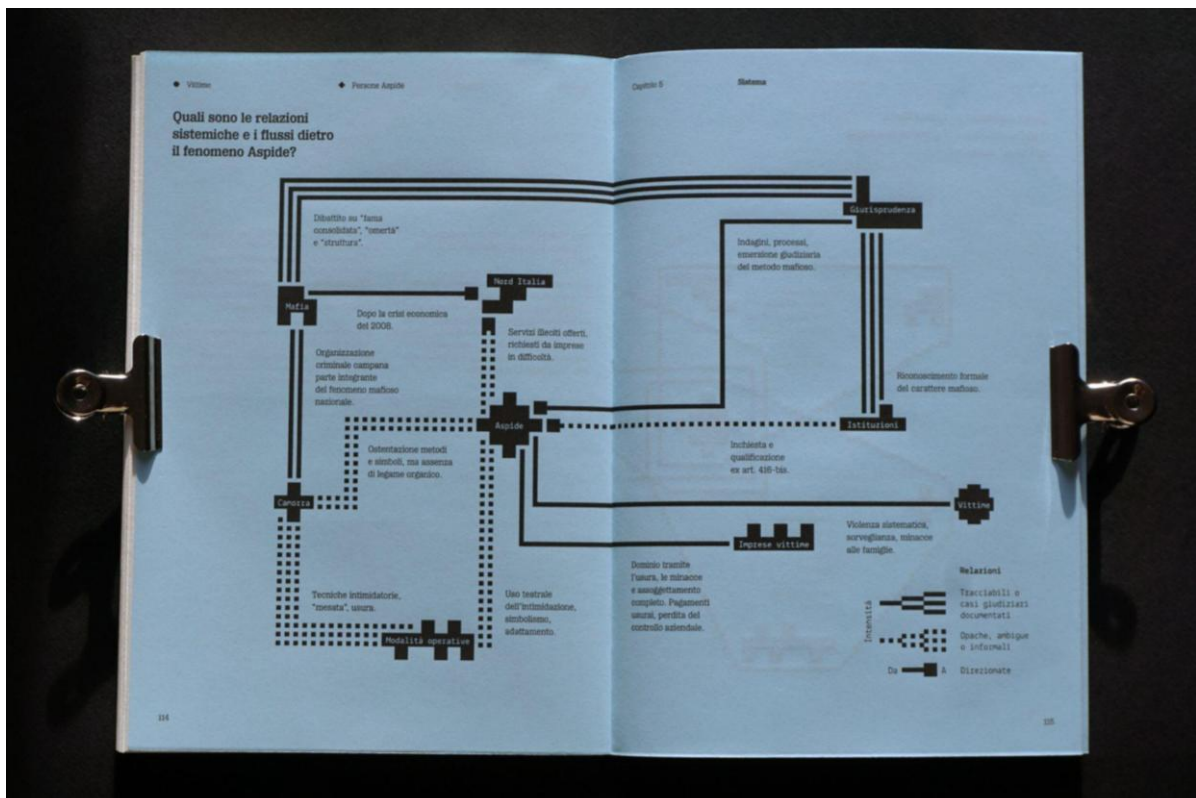 Vittime
Persone Aspide
Capitolo 5
Sistema
Quali sono le relazioni
sistemiche e i flussi dietro
il fenomeno Aspide?
Dibattito su "fama
consolidata", "omertà"
e "struttura".
Giurisprudenza
Indagini, processi,
emersione giudiziaria
del metodo mafioso.
Nord Italia
Mafia
Dopo la crisi economica
del 2008.
Servizi illeciti offerti,
richiesti da imprese
in difficoltà.
Organizzazione
criminale campana
parte integrante
del fenomeno mafioso
nazionale.
Riconoscimento formale
del carattere mafioso.
Aspide
Istituzioni
Ostentazione metodi
e simboli, ma assenza
di legame organico.
Inchiesta e
qualificazione
ex art. 416-bis.
Camorra
Vittime
Violenza sistematica,
sorveglianza, minacce
alle famiglie.
Imprese vittime
Dominio tramite
l'usura, le minacce
e assoggettamento
completo. Pagamenti
usurai, perdita del
controllo aziendale.
Tecniche intimidatorie,
"mesata", usura.
Uso teatrale
dell'intimidazione,
simbolismo,
adattamento.
Modalità operative
Relazioni
Intensità
Tracciabili o
casi giudiziari
documentati
Opache, ambigue
o informali
Da
A
Direzionate
114
115